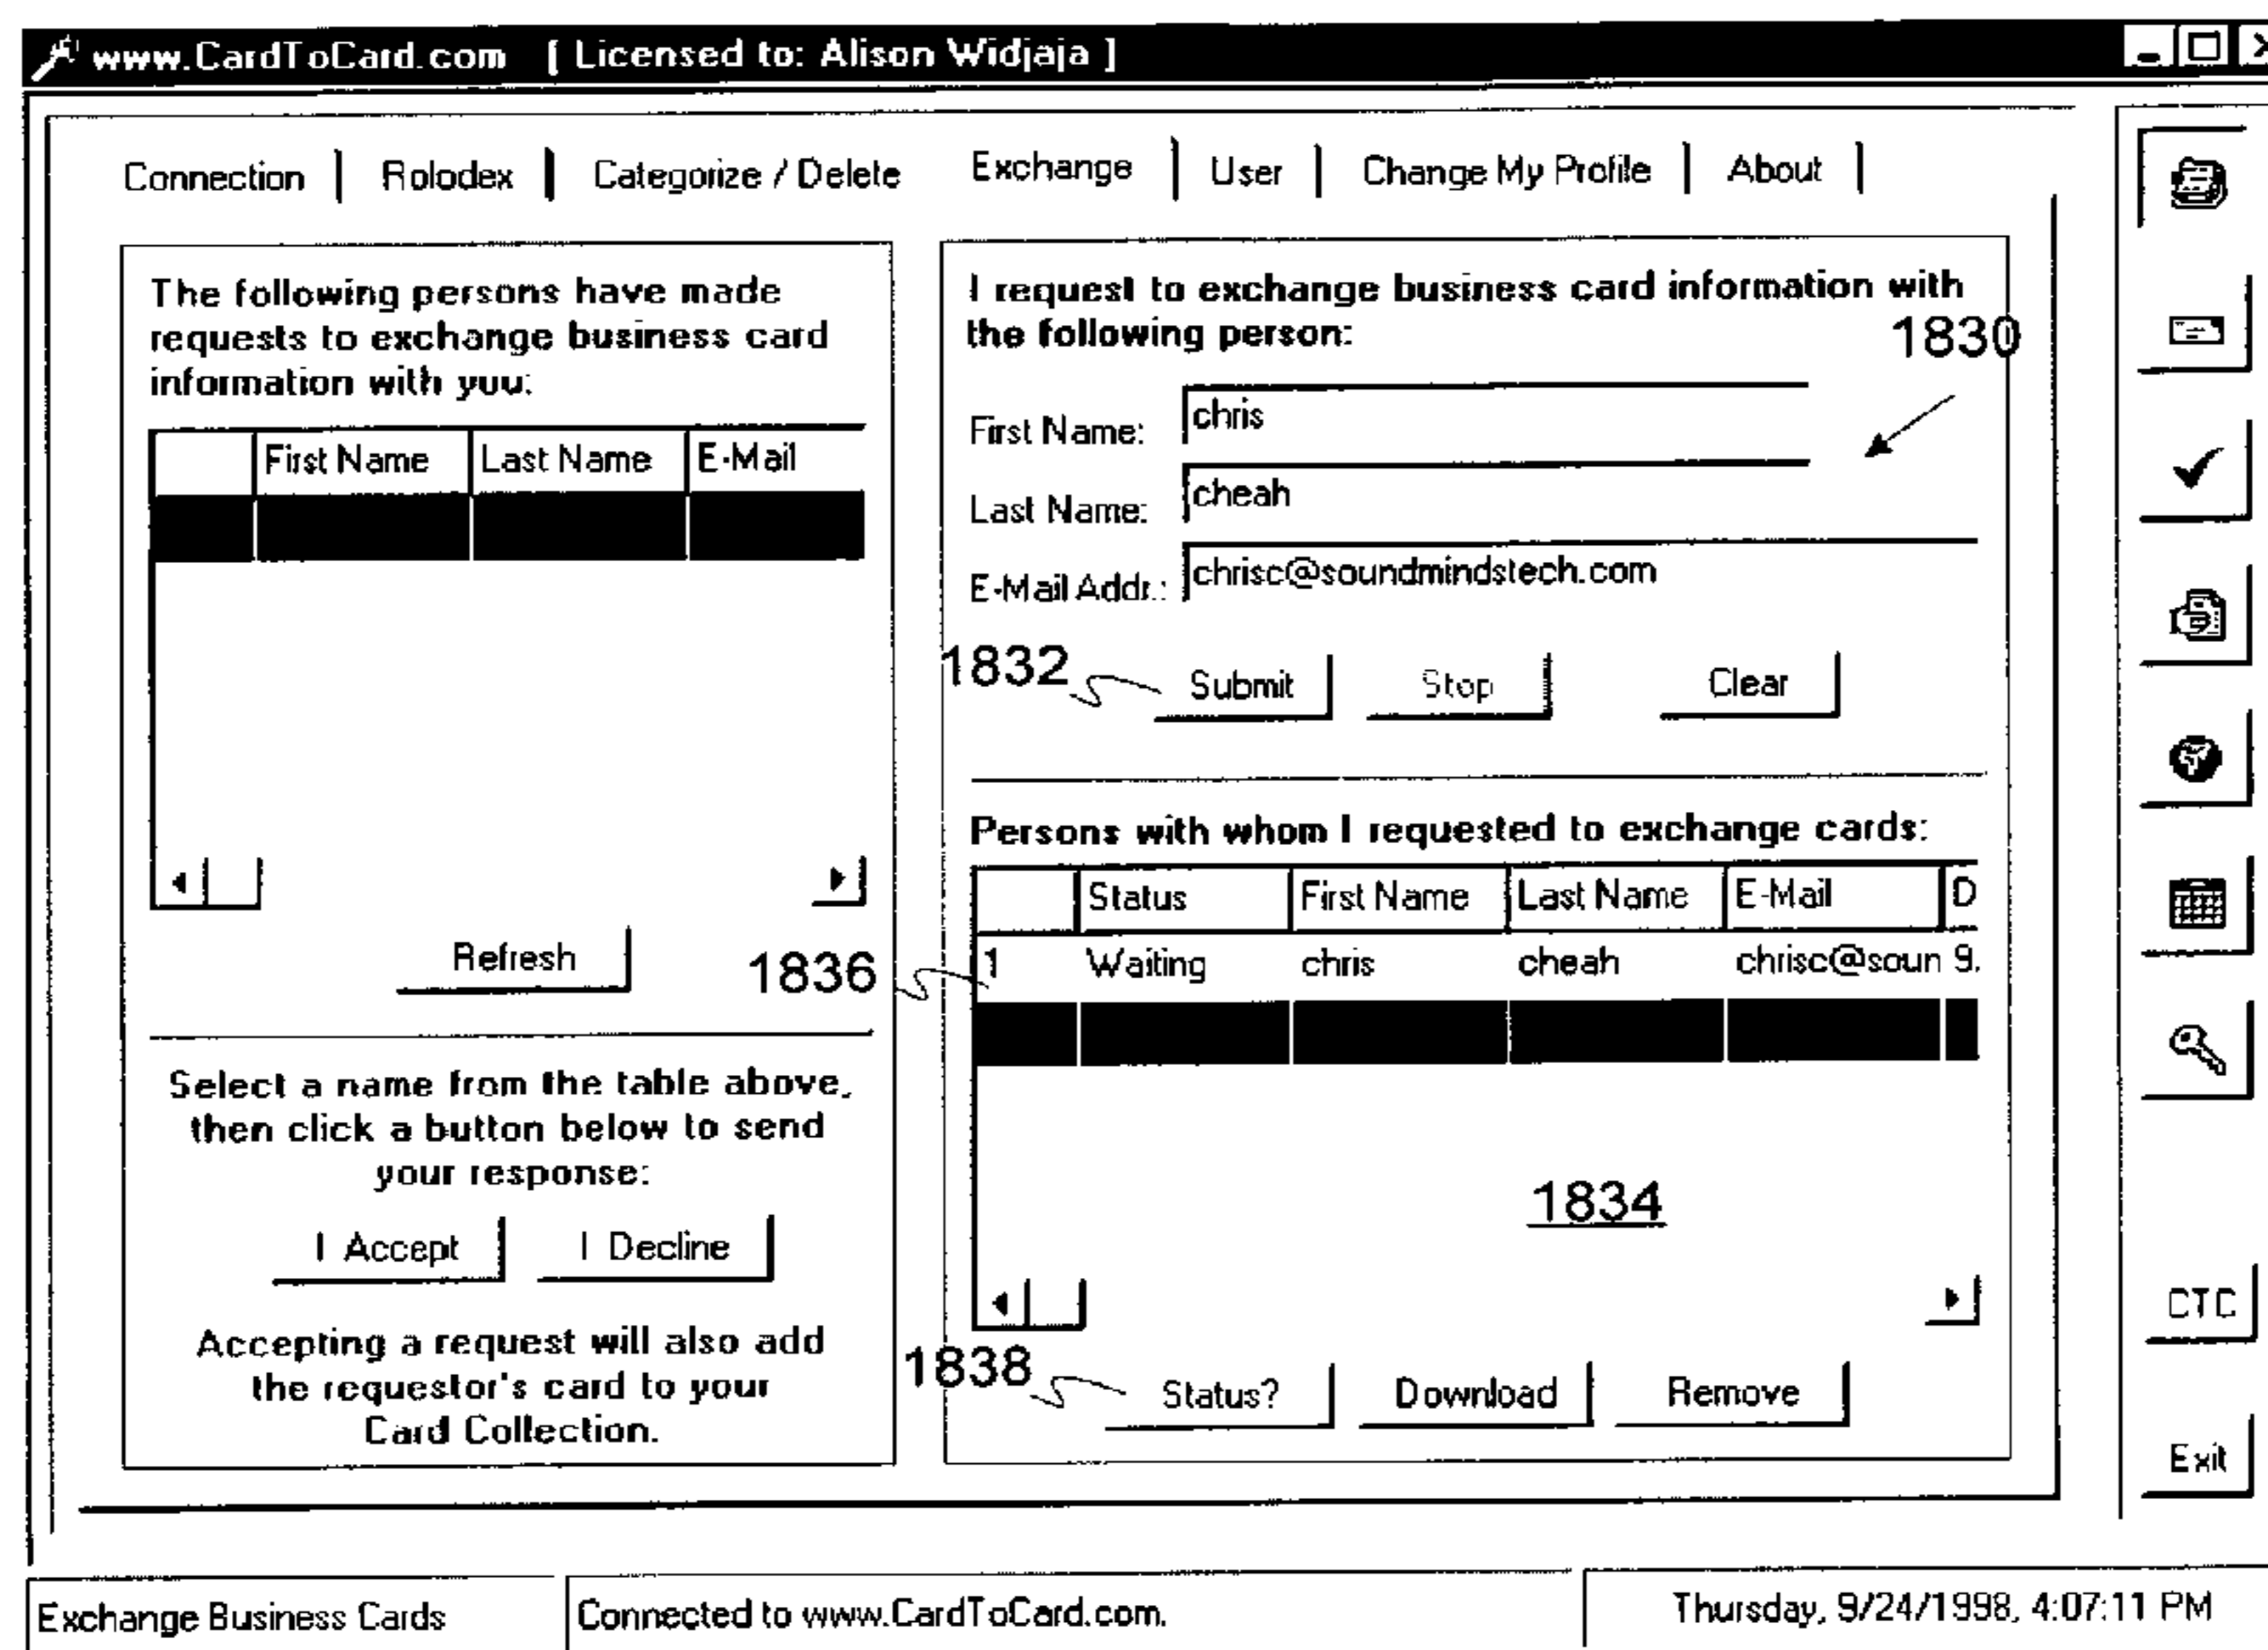 www.CardToCard.com [ Licensed to: Alison Widjaja ]
Connection | Rolodex | Categorize / Delete Exchange | User | Change My Profile | About |
The following persons have made
requests to exchange business card
information with you:
First Name Last Name E-Mail
Refresh
Select a name from the table above,
then click a button below to send
your response:
I Accept I Decline
Accepting a request will also add
the requestor's card to your
Card Collection.
I request to exchange business card information with
the following person:
1830
First Name: chris
Last Name: cheah
E-Mail Addr.: chrisc@soundmindstech.com
1832 Submit Stop Clear
Persons with whom I requested to exchange cards:
Status First Name Last Name E-Mail D
1836 1 Waiting chris cheah chrisc@soun 9.
1834
1838 Status? Download Remove
CTC
Exit
Exchange Business Cards Connected to www.CardToCard.com. Thursday, 9/24/1998, 4:07:11 PM